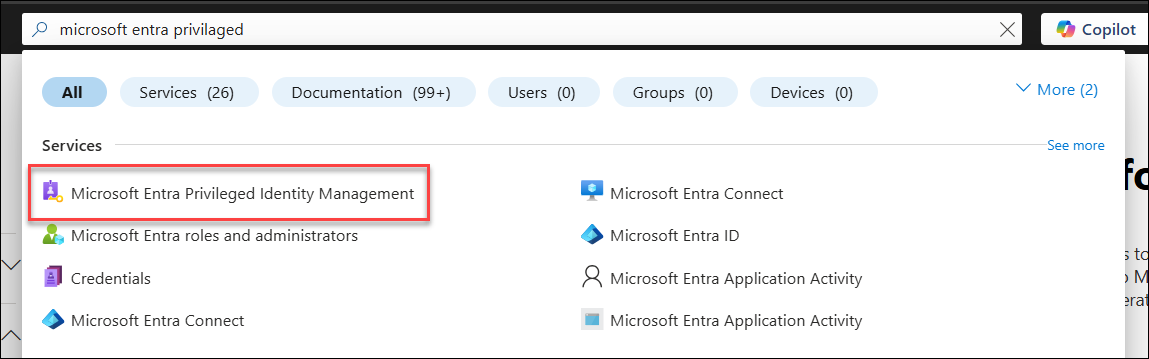 microsoft entra privilaged
Copilot
All
Services (26)
Documentation (99+)
Users (0)
Groups (0)
Devices (0)
More (2)
Services
See more
Microsoft Entra Privileged Identity Management
Microsoft Entra Connect
Microsoft Entra roles and administrators
Microsoft Entra ID
Credentials
Microsoft Entra Application Activity
Microsoft Entra Connect
Microsoft Entra Application Activity